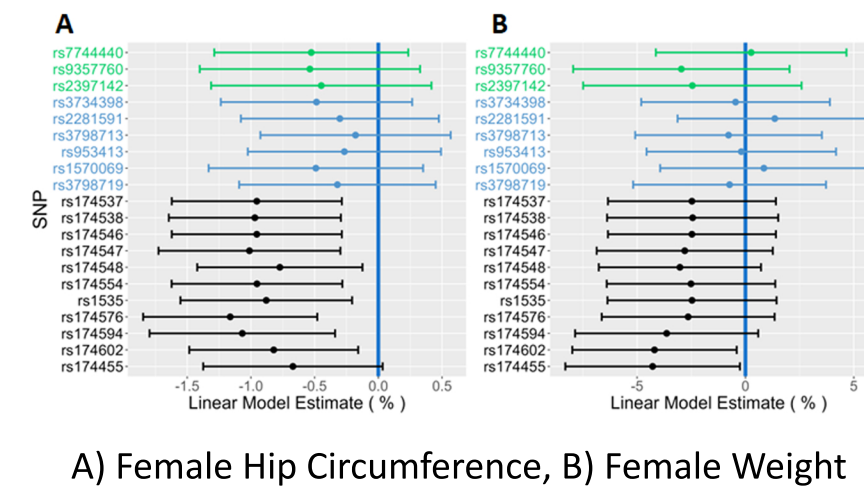 A
B
rs7744440
rs9357760
rs2397142
rs3734398
rs2281591
rs3798713
rs953413
rs1570069
rs3798719
rs174537
rs174538
rs174546
rs174547
rs174548
rs174554
rs1535
rs174576
rs174594
rs174602
rs174455
SNP
-1.5 -1.0 -0.5 0.0 0.5
Linear Model Estimate ( % )
rs7744440
rs9357760
rs2397142
rs3734398
rs2281591
rs3798713
rs953413
rs1570069
rs3798719
rs174537
rs174538
rs174546
rs174547
rs174548
rs174554
rs1535
rs174576
rs174594
rs174602
rs174455
-5 0 5
Linear Model Estimate ( % )
A) Female Hip Circumference, B) Female Weight